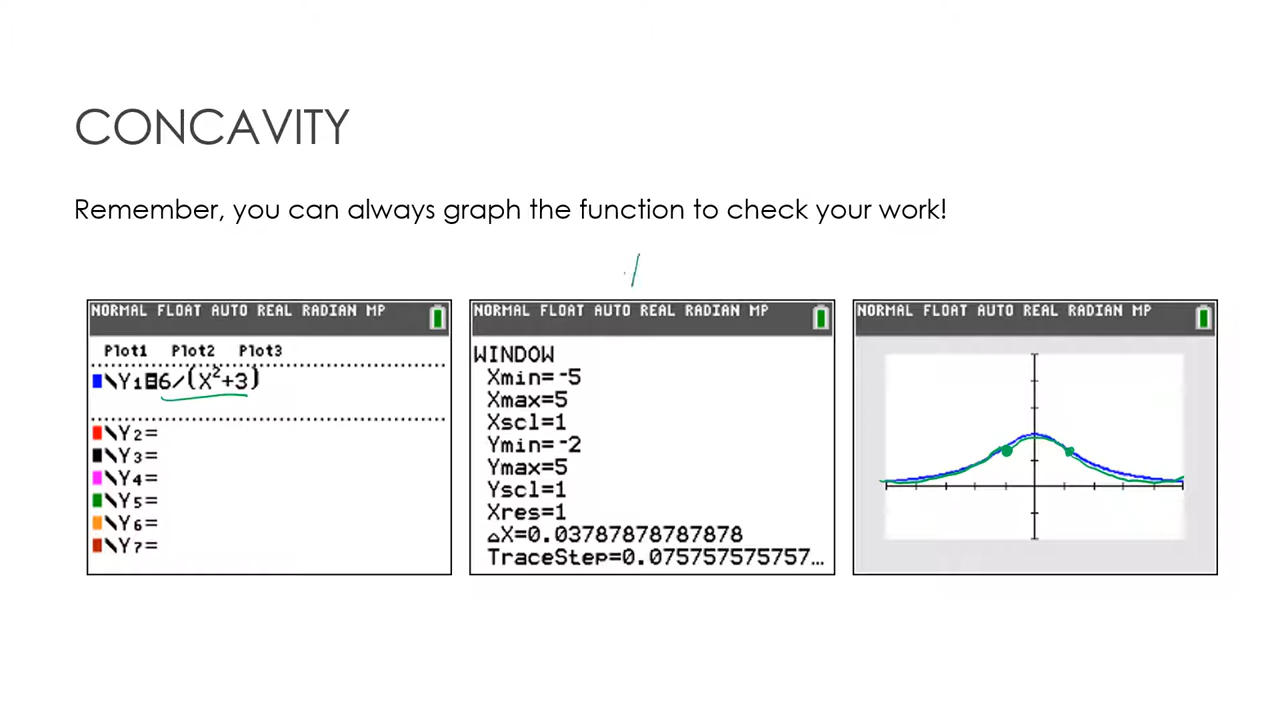 CONCAVITY
Remember, you can always graph the function to check your work!
NORMAL FLOAT AUTO REAL RADIAN MP
Plot1 Plot2 Plot3
\Y₁=6/(X²+3)
\Y₂=
\Y₃=
\Y₄=
\Y₅=
\Y₆=
\Y₇=
NORMAL FLOAT AUTO REAL RADIAN MP
WINDOW
Xmin=-5
Xmax=5
Xscl=1
Ymin=-2
Ymax=5
Yscl=1
Xres=1
△X=0.03787878787878
TraceStep=0.075757575757…
NORMAL FLOAT AUTO REAL RADIAN MP